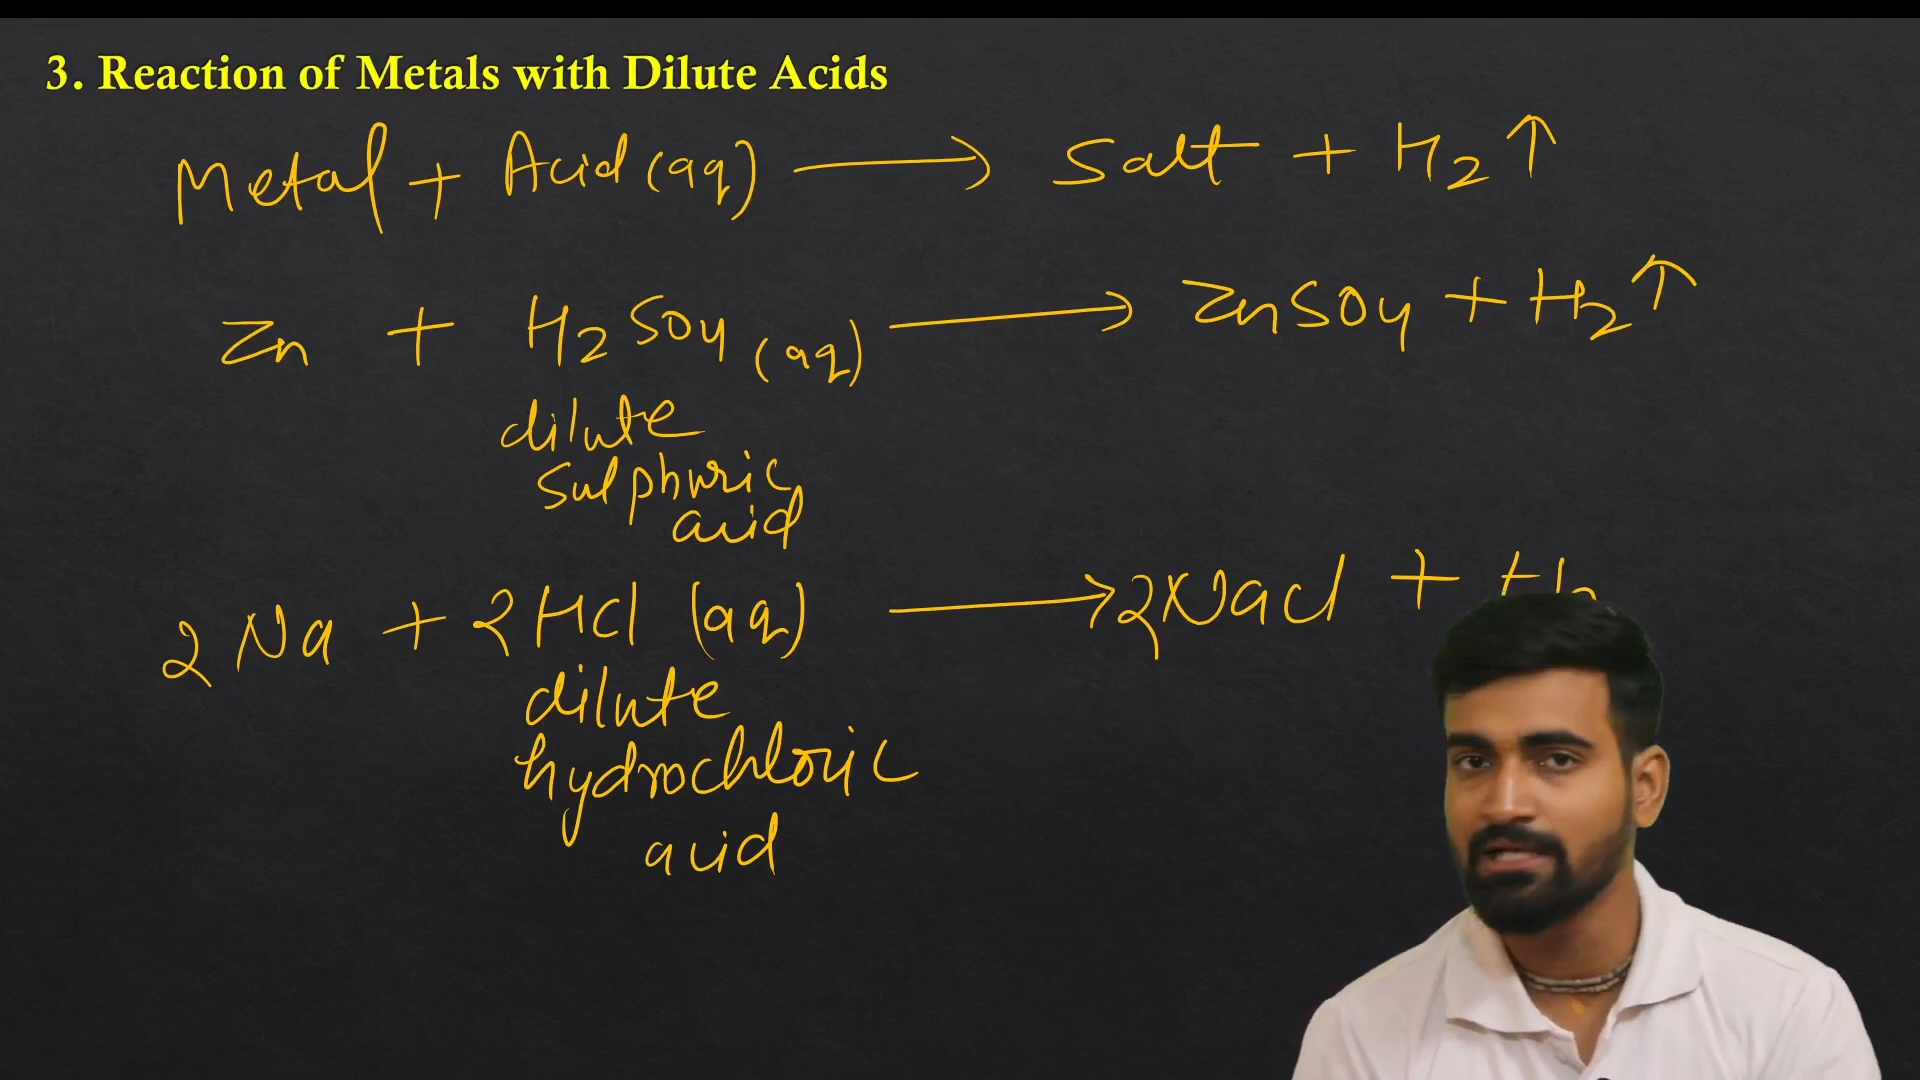 3. Reaction of Metals with Dilute Acids
Metal + Acid (aq) → Salt + H2↑
Zn + H2SO4 (aq) → ZnSO4 + H2↑
dilute
sulphuric
acid
2Na + 2HCl (aq) → 2NaCl + H2
dilute
hydrochloric
acid